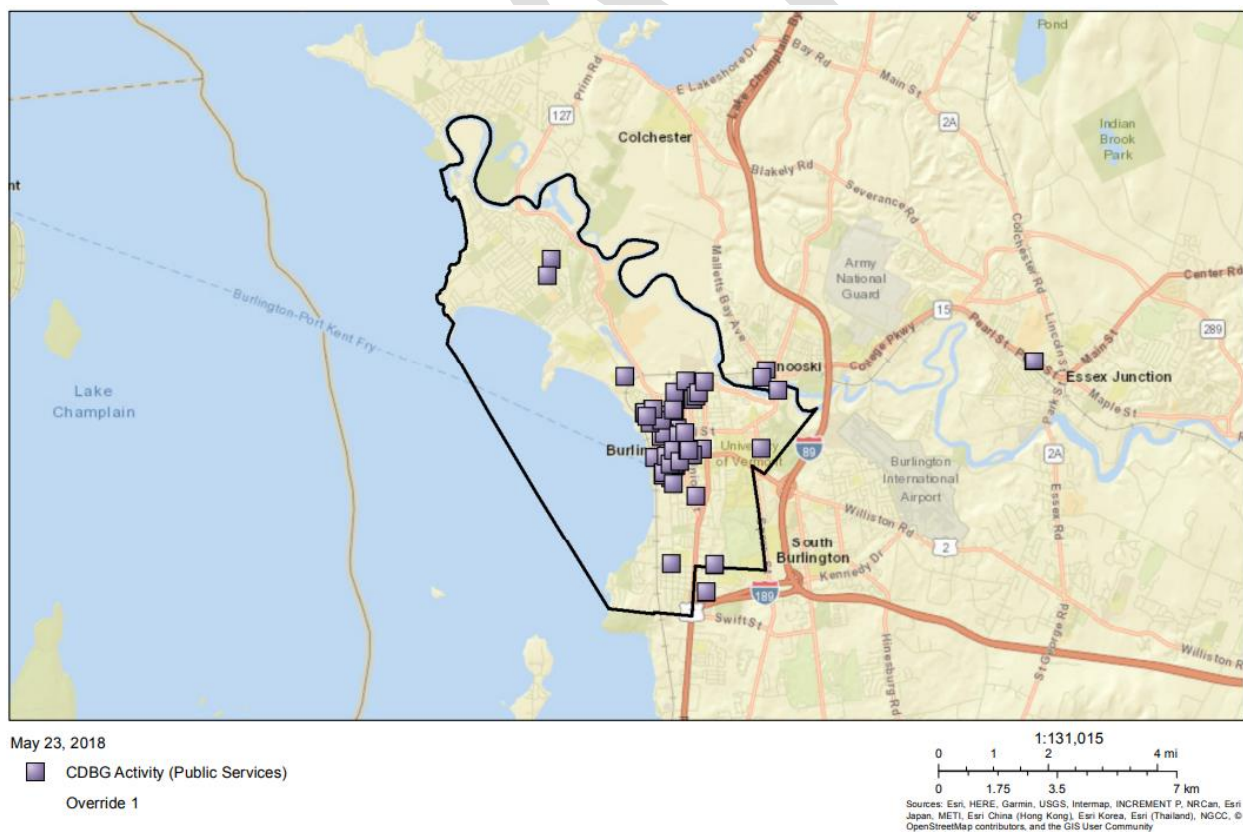 Pond
Prim Rd
E Lakeshore Dr
Lake Champlain By
Bay Rd
Main St
127
2A
Colchester
Indian
Brook
Park
Blakely Rd
Severance Rd
nt
Colchester Rd
Malletts Bay Ave
Army
National
Guard
Center Rd
Burlington-Port Kent Fry
15
College Pkwy
Pearl St
Lincoln St
Main St
289
nooski
Essex Junction
Lake
Champlain
Park St
Maple St
St
Burlin
University
of Vermont
89
2A
Burlington
International
Airport
Essex Rd
Williston Rd
2
South
Burlington
Kennedy Dr
189
Swift St
Hinesburg Rd
St George Rd
Williston R
May 23, 2018
CDBG Activity (Public Services)
Override 1
1:131,015
0 1 2 4 mi
0 1.75 3.5 7 km
Sources: Esri, HERE, Garmin, USGS, Intermap, INCREMENT P, NRCan, Esri
Japan, METI, Esri China (Hong Kong), Esri Korea, Esri (Thailand), NGCC, ©
OpenStreetMap contributors, and the GIS User Community